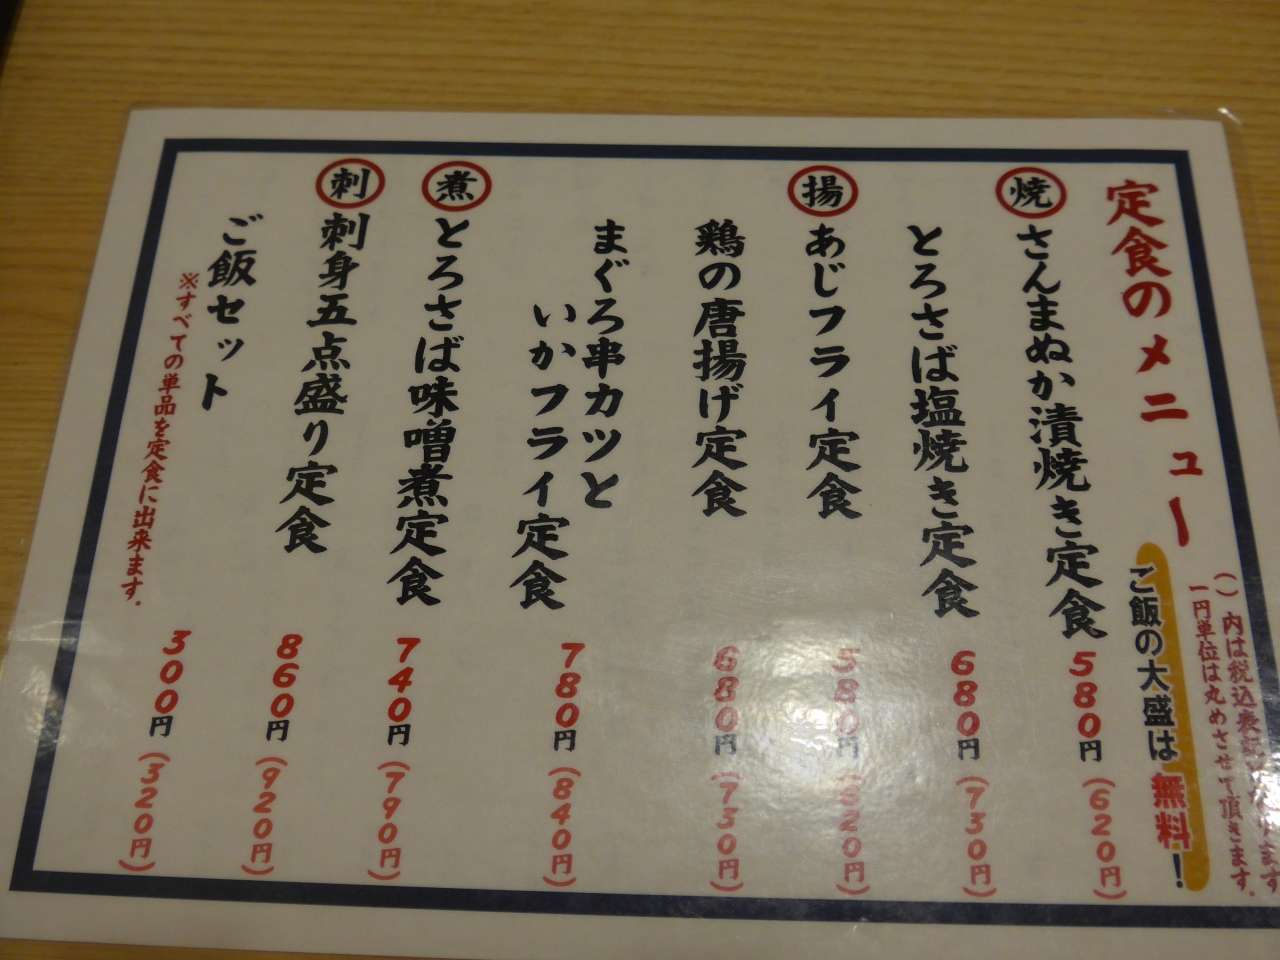 定食のメニュー
()内は税込表記となります
一円単位は丸めさせて頂きます。
ご飯の大盛は無料！
焼
さんまぬか漬焼き定食 580円(620円)
とろさば塩焼き定食 680円(730円)
揚
あじフライ定食 580円(620円)
鶏の唐揚げ定食 680円(730円)
まぐろ串カツと
いかフライ定食 780円(840円)
煮
とろさば味噌煮定食 740円(790円)
刺
刺身五点盛り定食 860円(920円)
ご飯セット 300円(320円)
※すべての単品を定食に出来ます.